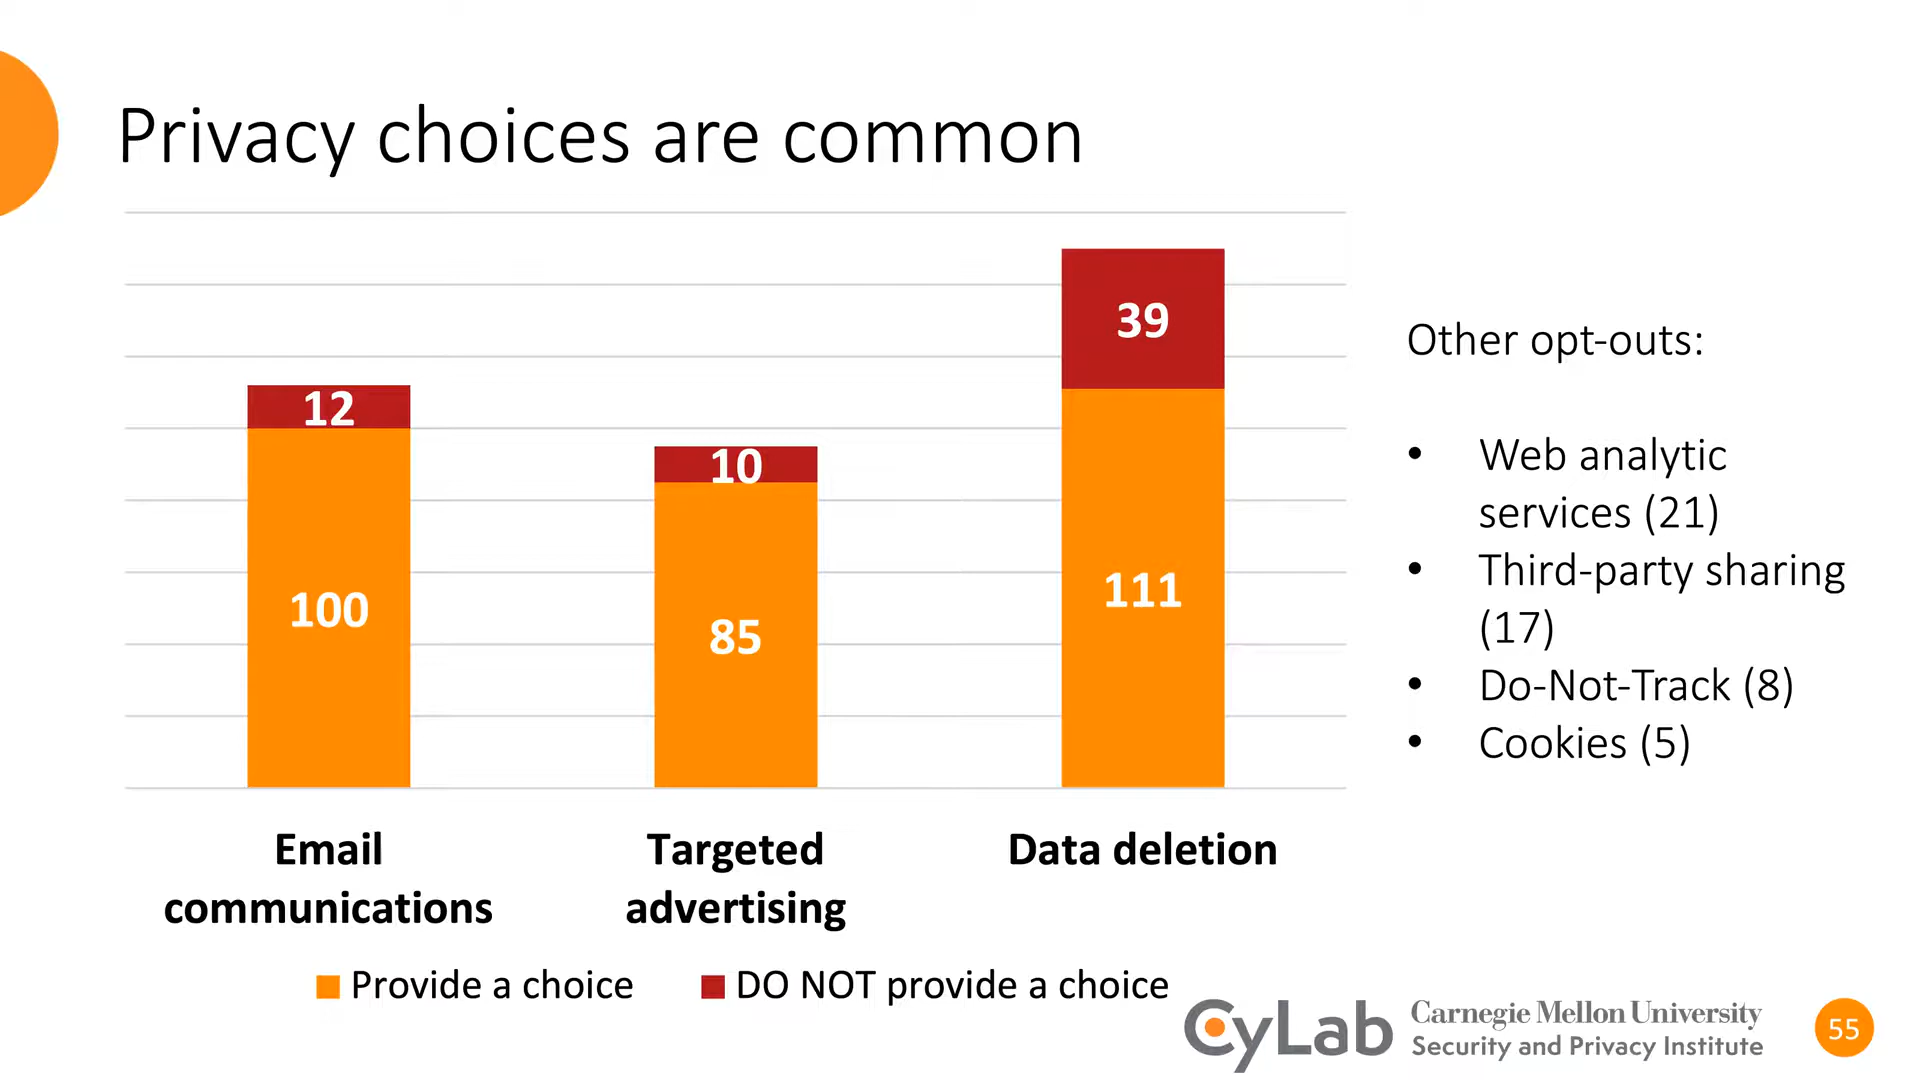 Privacy choices are common
12
100
10
85
39
111
Email
communications
Targeted
advertising
Data deletion
Provide a choice
DO NOT provide a choice
Other opt-outs:
• Web analytic
services (21)
• Third-party sharing
(17)
• Do-Not-Track (8)
• Cookies (5)
CyLab
Carnegie Mellon University
Security and Privacy Institute
55